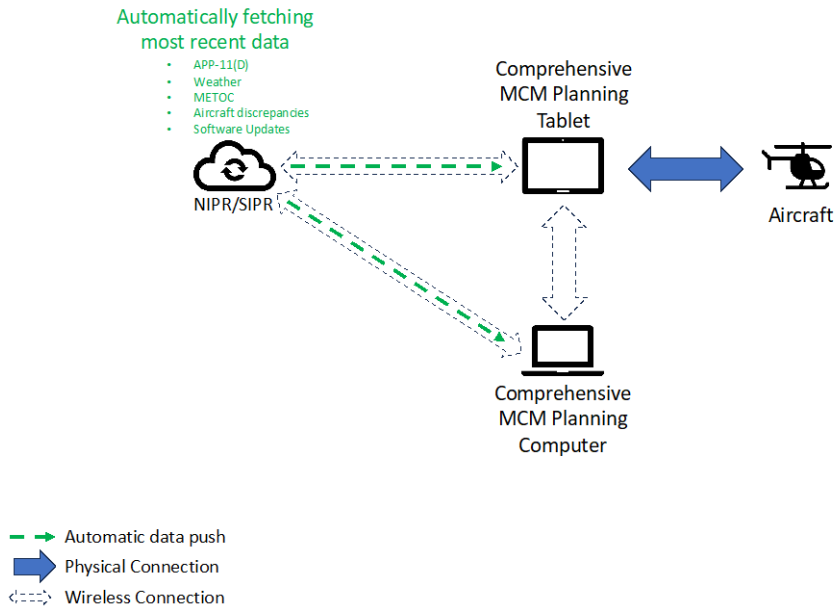 Automatically fetching
most recent data
• APP-11(D)
• Weather
• METOC
• Aircraft discrepancies
• Software Updates
NIPR/SIPR
Comprehensive
MCM Planning
Tablet
Aircraft
Comprehensive
MCM Planning
Computer
Automatic data push
Physical Connection
Wireless Connection